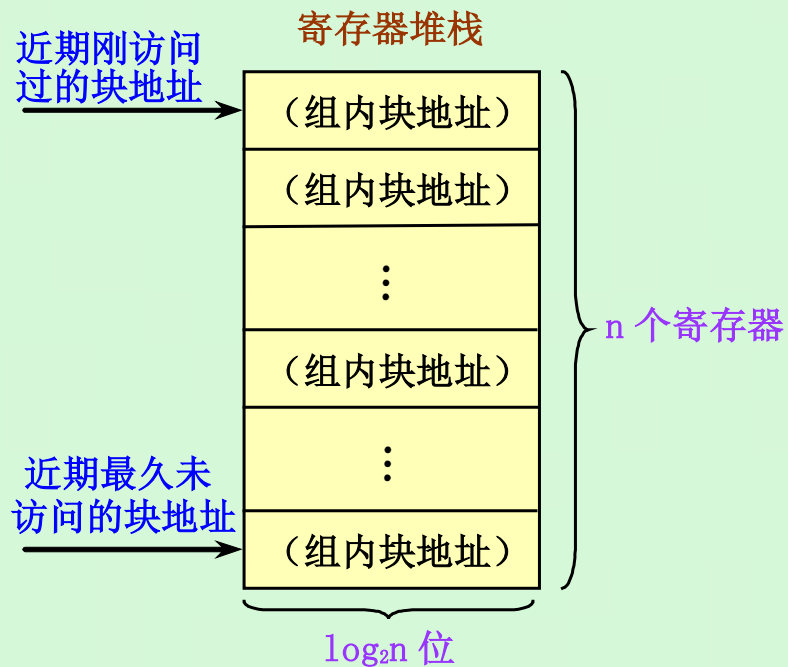 寄存器堆栈
近期刚访问
过的块地址
（组内块地址）
（组内块地址）
⋮
n 个寄存器
（组内块地址）
⋮
近期最久未
访问的块地址
（组内块地址）
log₂n 位